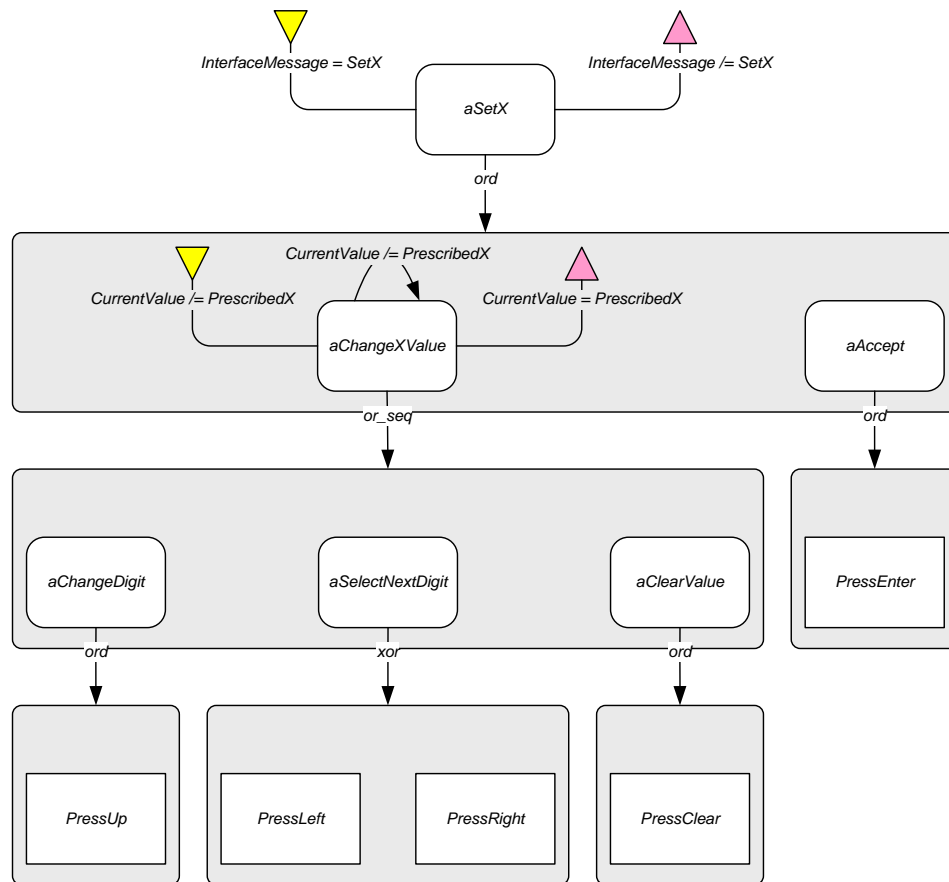 InterfaceMessage = SetX
InterfaceMessage /= SetX
aSetX
ord
CurrentValue /= PrescribedX
CurrentValue /= PrescribedX
CurrentValue = PrescribedX
aChangeXValue
aAccept
or_seq
ord
aChangeDigit
aSelectNextDigit
aClearValue
PressEnter
ord
xor
ord
PressUp
PressLeft
PressRight
PressClear